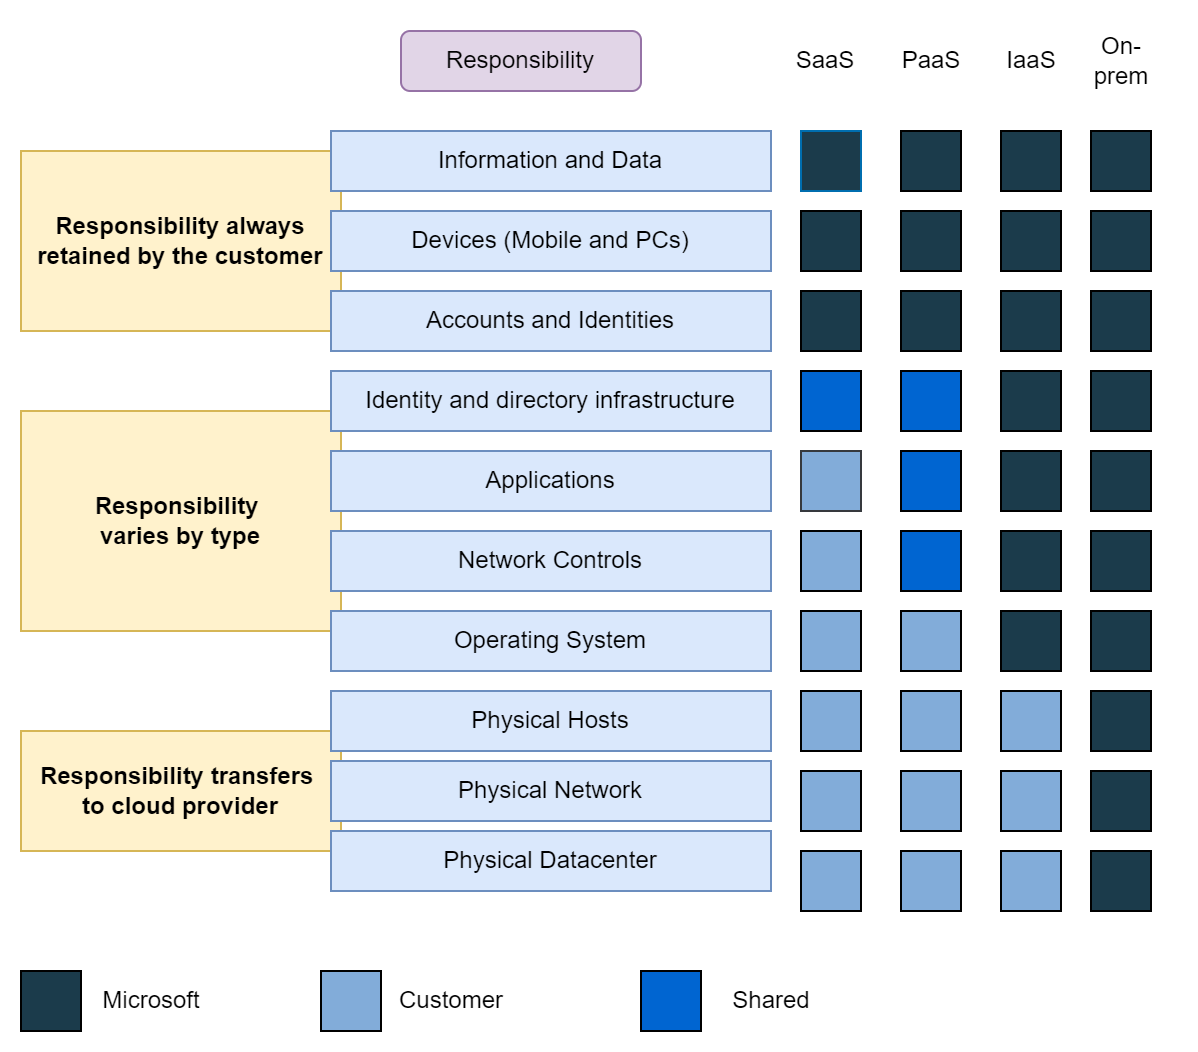 Responsibility
SaaS
PaaS
IaaS
On-
prem
Responsibility always
retained by the customer
Information and Data
Devices (Mobile and PCs)
Accounts and Identities
Responsibility
varies by type
Identity and directory infrastructure
Applications
Network Controls
Operating System
Responsibility transfers
to cloud provider
Physical Hosts
Physical Network
Physical Datacenter
Microsoft
Customer
Shared